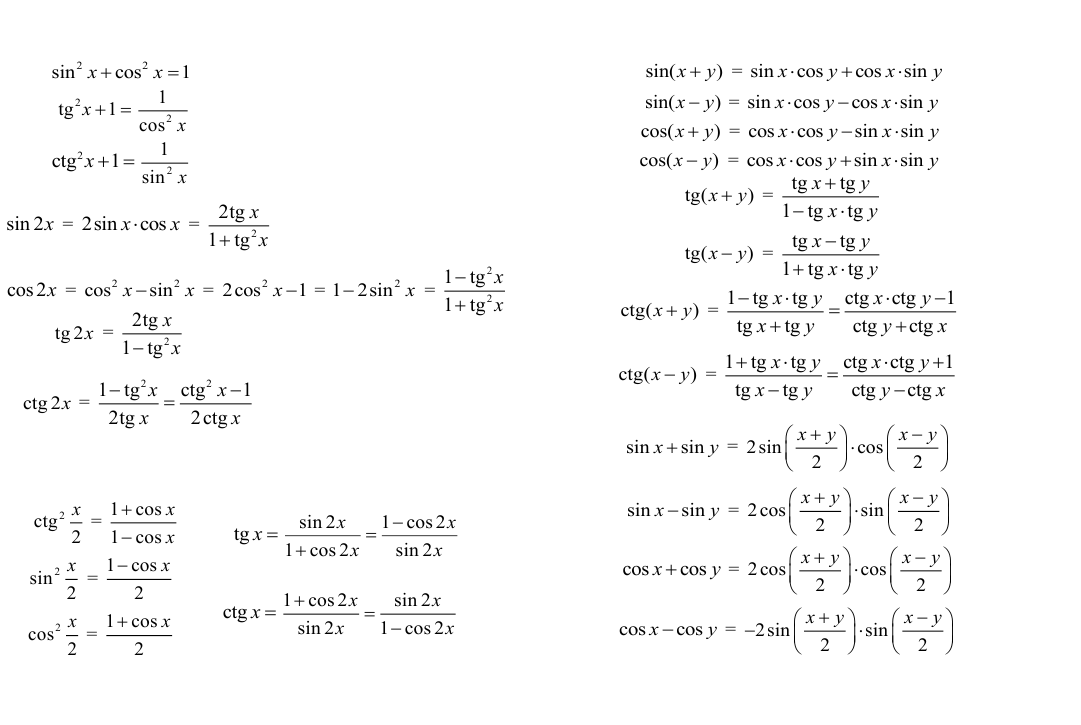 sin² x + cos² x = 1
tg²x + 1 = 1/cos² x
ctg²x + 1 = 1/sin² x
sin 2x = 2 sin x · cos x = 2tg x/(1 + tg²x)
cos 2x = cos² x − sin² x = 2 cos² x − 1 = 1 − 2 sin² x = (1 − tg²x)/(1 + tg²x)
tg 2x = 2tg x/(1 − tg²x)
ctg 2x = (1 − tg²x)/(2tg x) = (ctg² x − 1)/(2 ctg x)
ctg² x/2 = (1 + cos x)/(1 − cos x)
sin² x/2 = (1 − cos x)/2
cos² x/2 = (1 + cos x)/2
tg x = sin 2x/(1 + cos 2x) = (1 − cos 2x)/sin 2x
ctg x = (1 + cos 2x)/sin 2x = sin 2x/(1 − cos 2x)
sin(x + y) = sin x · cos y + cos x · sin y
sin(x − y) = sin x · cos y − cos x · sin y
cos(x + y) = cos x · cos y − sin x · sin y
cos(x − y) = cos x · cos y + sin x · sin y
tg(x + y) = (tg x + tg y)/(1 − tg x · tg y)
tg(x − y) = (tg x − tg y)/(1 + tg x · tg y)
ctg(x + y) = (1 − tg x · tg y)/(tg x + tg y) = (ctg x · ctg y − 1)/(ctg y + ctg x)
ctg(x − y) = (1 + tg x · tg y)/(tg x − tg y) = (ctg x · ctg y + 1)/(ctg y − ctg x)
sin x + sin y = 2 sin((x + y)/2) · cos((x − y)/2)
sin x − sin y = 2 cos((x + y)/2) · sin((x − y)/2)
cos x + cos y = 2 cos((x + y)/2) · cos((x − y)/2)
cos x − cos y = −2 sin((x + y)/2) · sin((x − y)/2)